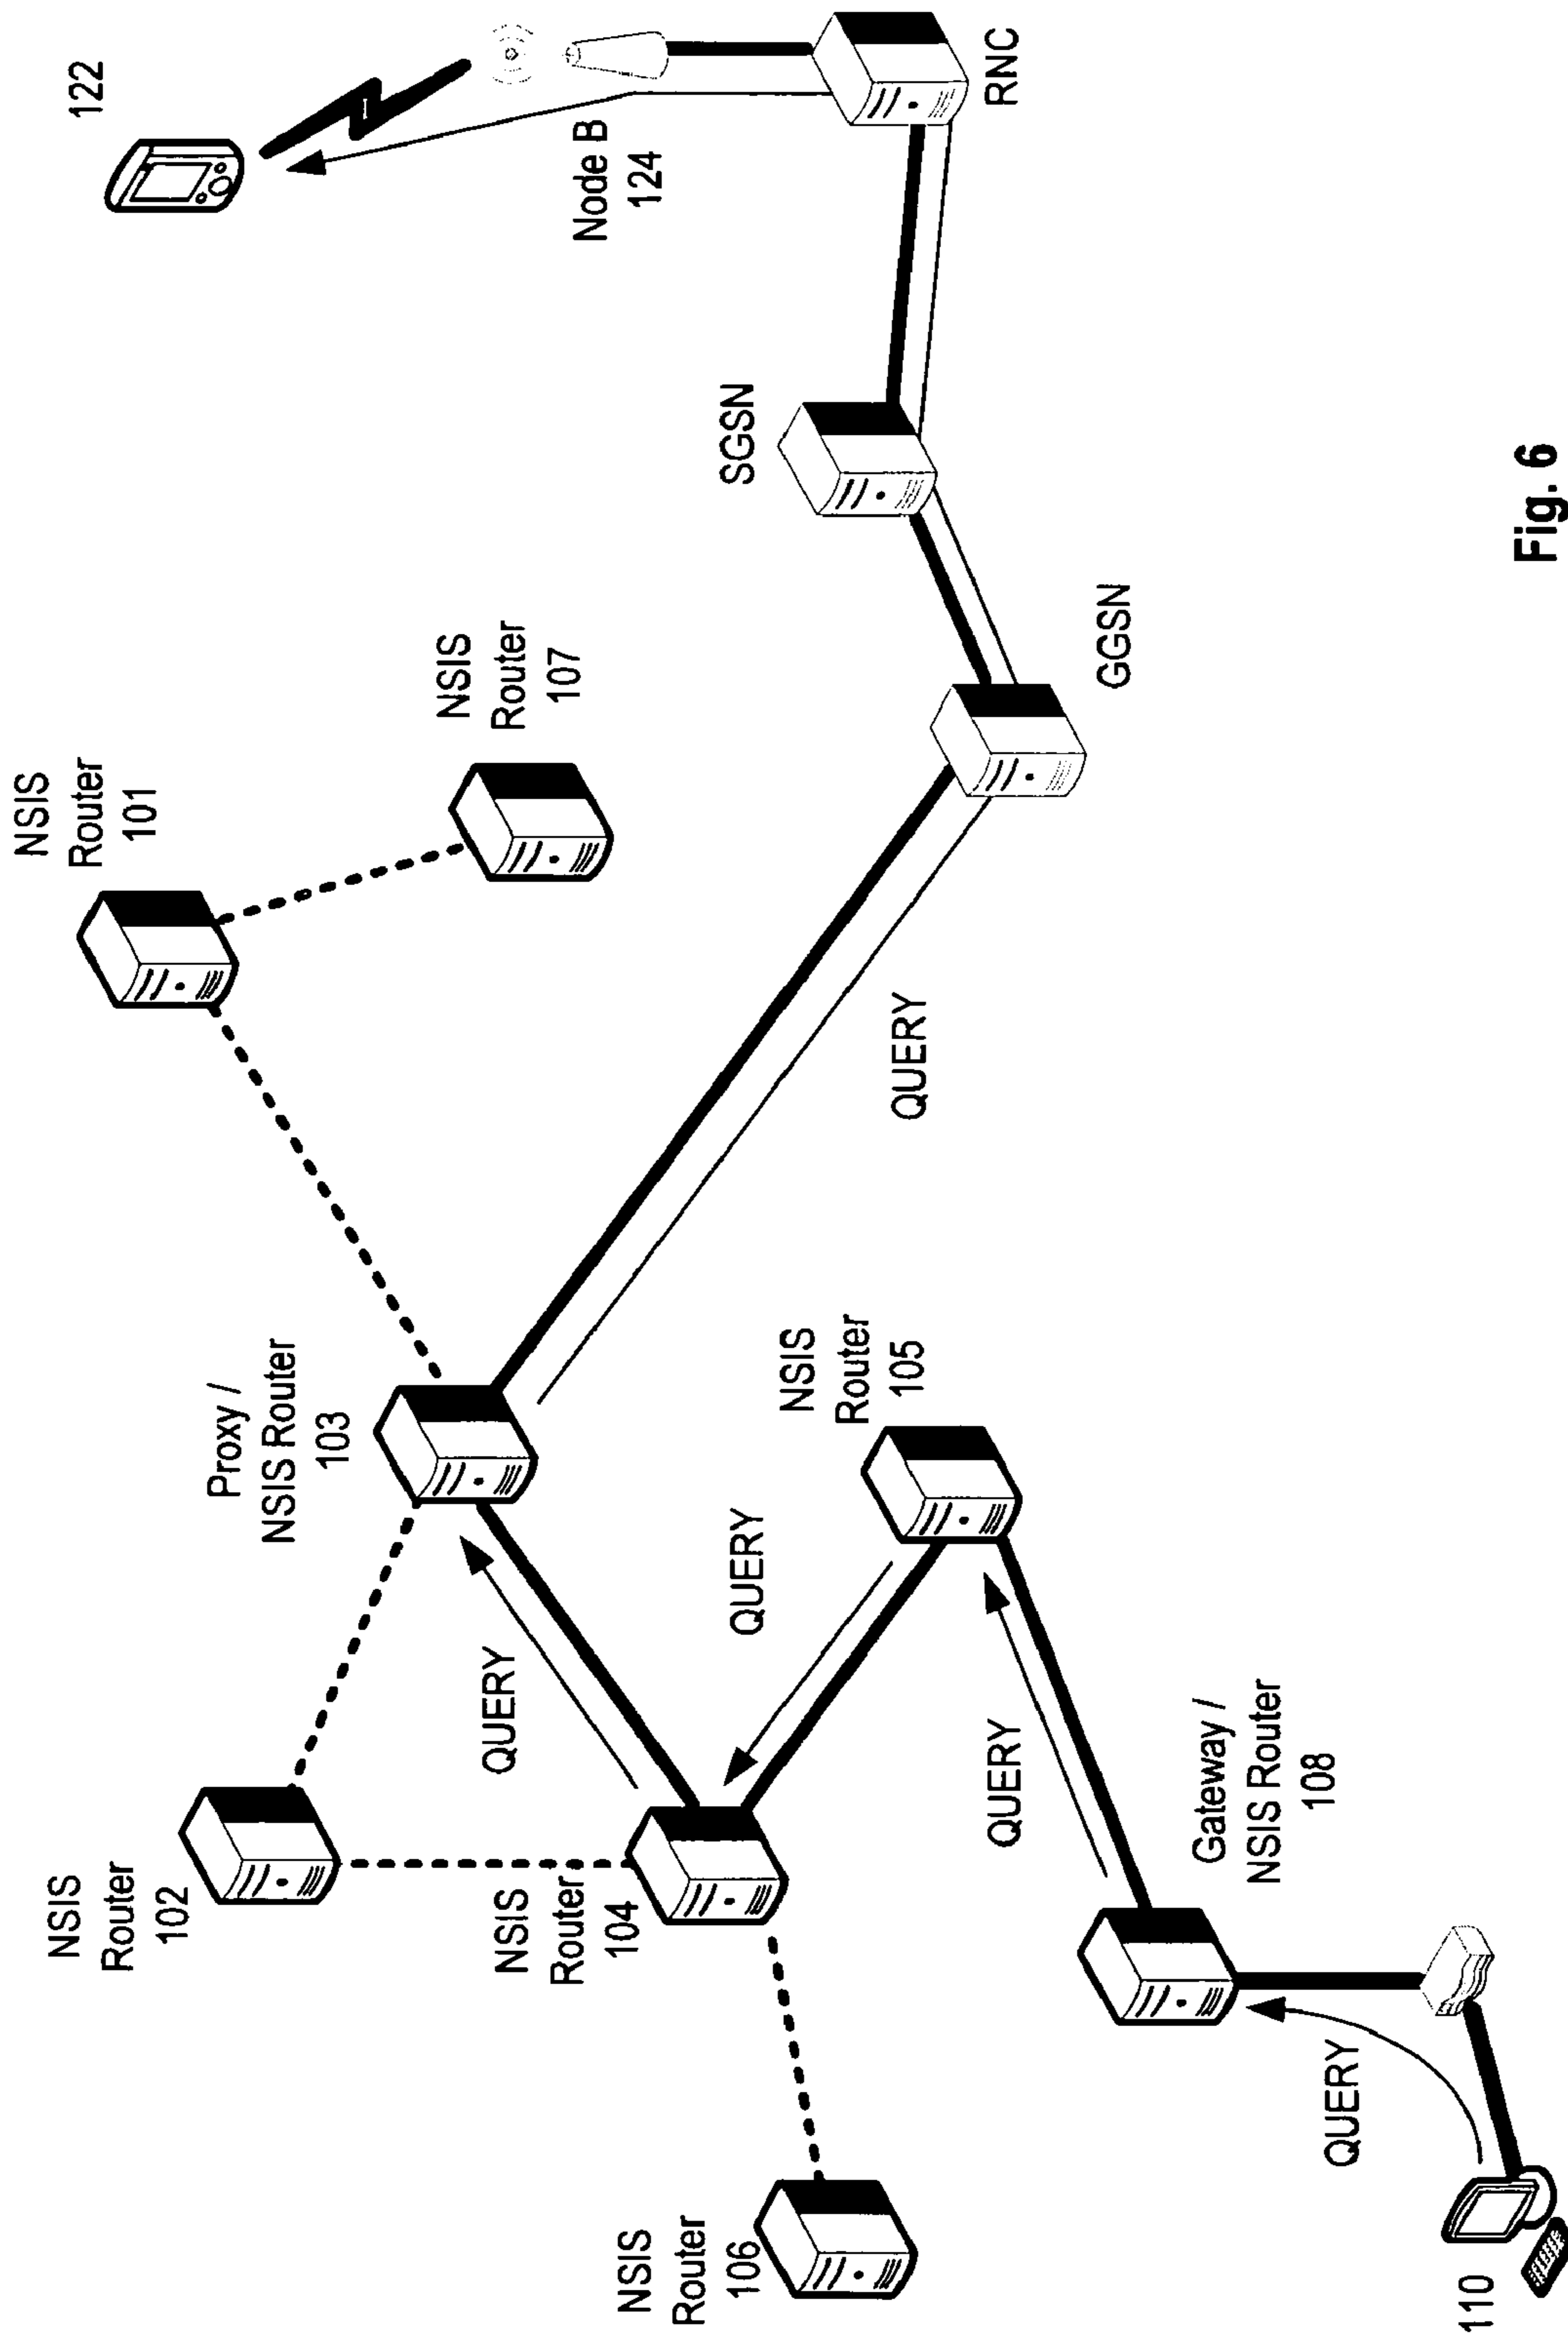 NSIS
Router
106
110
NSIS
Router
102
NSIS
Router
104
QUERY
Gateway /
NSIS Router
108
QUERY
QUERY
QUERY
Proxy /
NSIS Router
103
NSIS
Router
105
QUERY
NSIS
Router
101
NSIS
Router
107
GGSN
SGSN
122
Node B
124
RNC
Fig. 6